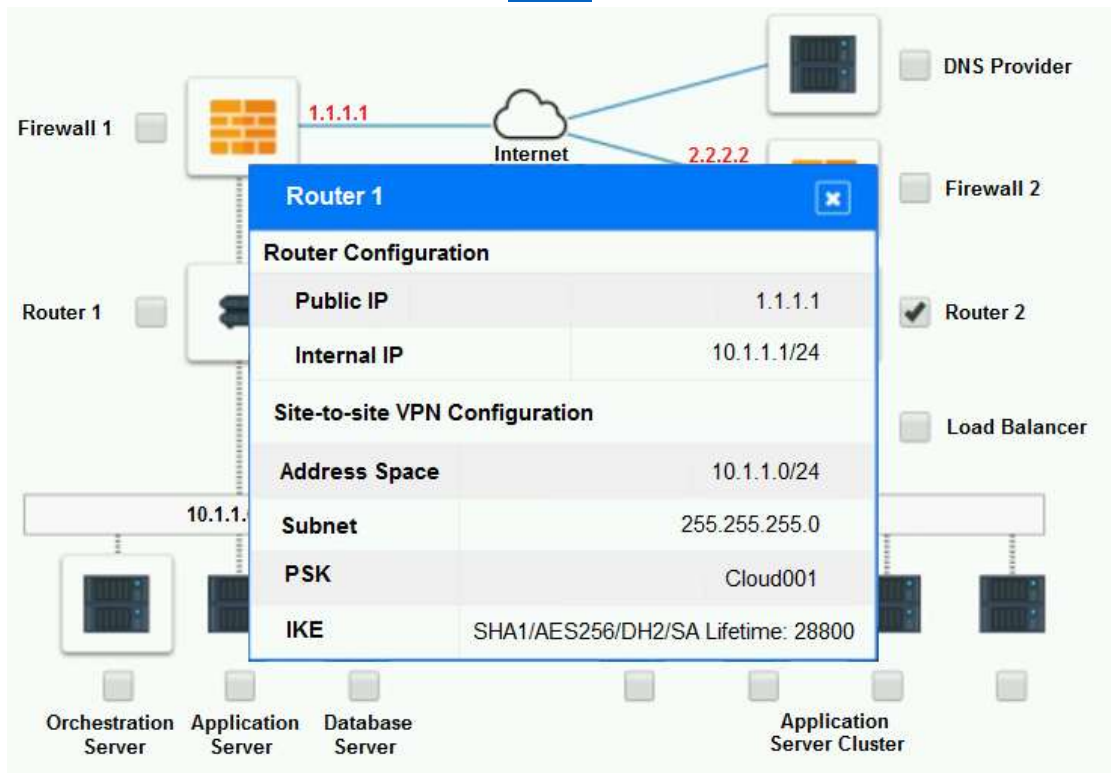 DNS Provider
1.1.1.1
Firewall 1
Internet
2.2.2.2
Firewall 2
Router 1
Router Configuration
Public IP 1.1.1.1
Router 1
Router 2
Internal IP 10.1.1.1/24
Site-to-site VPN Configuration
Load Balancer
Address Space 10.1.1.0/24
10.1.1.
Subnet 255.255.255.0
PSK Cloud001
IKE SHA1/AES256/DH2/SA Lifetime: 28800
Orchestration Server
Application Server
Database Server
Application Server Cluster